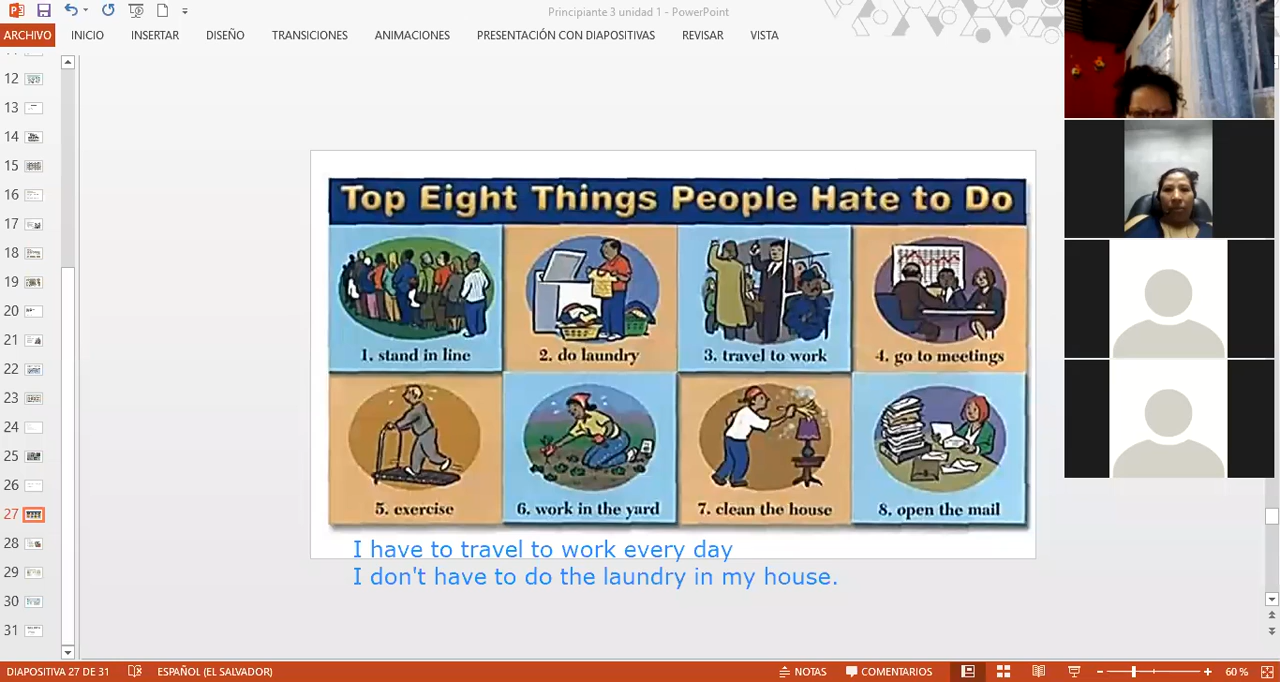 Principiante 3 unidad 1 - PowerPoint
ARCHIVO INICIO INSERTAR DISEÑO TRANSICIONES ANIMACIONES PRESENTACIÓN CON DIAPOSITIVAS REVISAR VISTA
12
13
14
15
16
17
18
19
20
21
22
23
24
25
26
27
28
29
30
31
Top Eight Things People Hate to Do
1. stand in line
2. do laundry
3. travel to work
4. go to meetings
5. exercise
6. work in the yard
7. clean the house
8. open the mail
I have to travel to work every day
I don't have to do the laundry in my house.
DIAPOSITIVA 27 DE 31 ESPAÑOL (EL SALVADOR) NOTAS COMENTARIOS 60 %